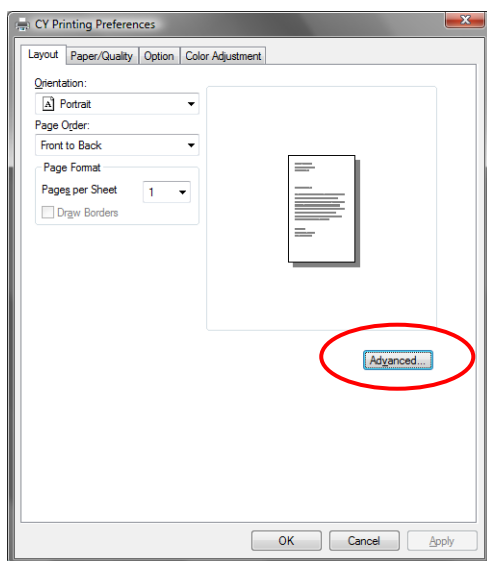 CY Printing Preferences
Layout Paper/Quality Option Color Adjustment
Orientation:
A Portrait
Page Order:
Front to Back
Page Format
Pages per Sheet 1
Draw Borders
Advanced...
OK Cancel Apply